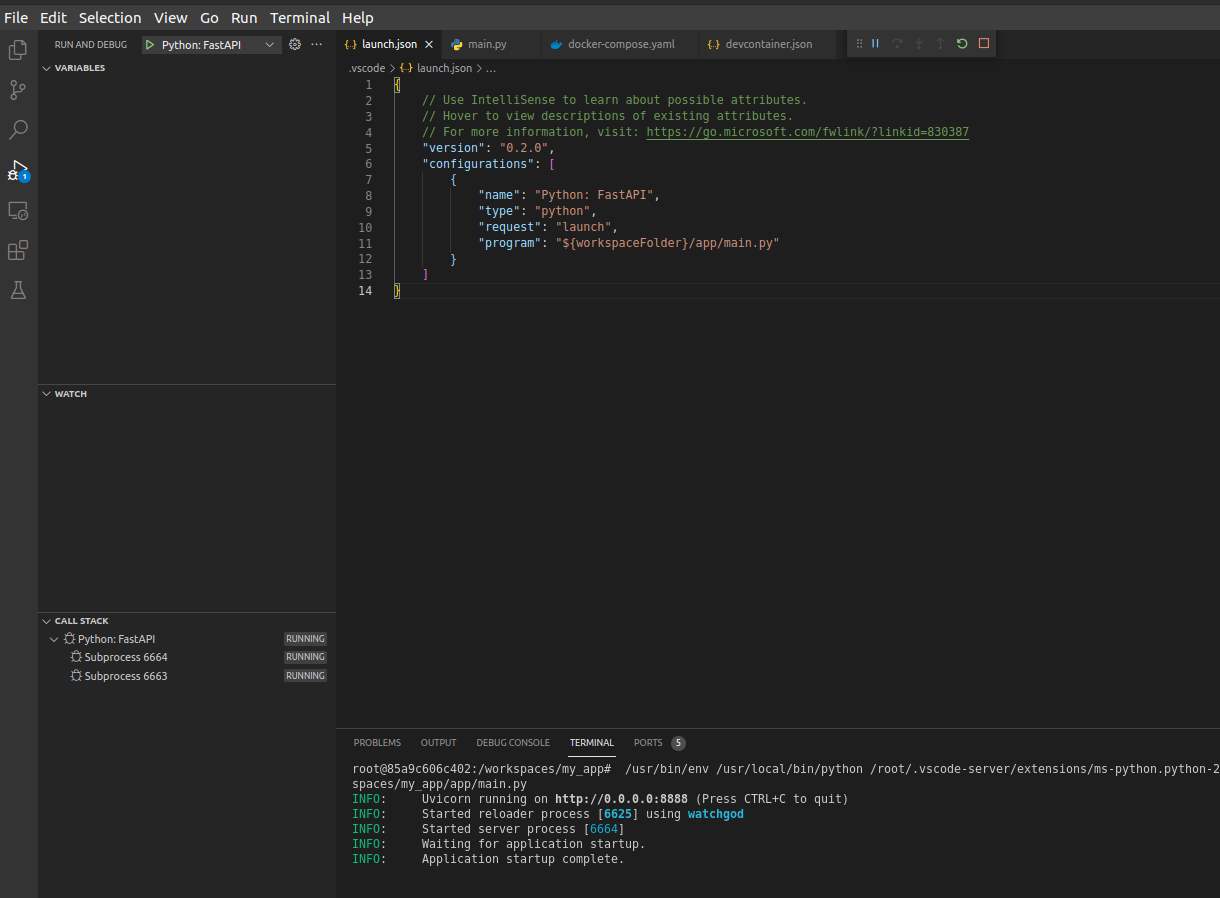 File Edit Selection View Go Run Terminal Help
RUN AND DEBUG Python: FastAPI ...
VARIABLES
WATCH
CALL STACK
Python: FastAPI RUNNING
Subprocess 6664 RUNNING
Subprocess 6663 RUNNING
1
{..} launch.json main.py docker-compose.yaml {..} devcontainer.json
.vscode > {..} launch.json > ...
1 {
2 // Use IntelliSense to learn about possible attributes.
3 // Hover to view descriptions of existing attributes.
4 // For more information, visit: https://go.microsoft.com/fwlink/?linkid=830387
5 "version": "0.2.0",
6 "configurations": [
7 {
8 "name": "Python: FastAPI",
9 "type": "python",
10 "request": "launch",
11 "program": "${workspaceFolder}/app/main.py"
12 }
13 ]
14 }
PROBLEMS OUTPUT DEBUG CONSOLE TERMINAL PORTS 5
root@85a9c606c402:/workspaces/my_app# /usr/bin/env /usr/local/bin/python /root/.vscode-server/extensions/ms-python.python-2
spaces/my_app/app/main.py
INFO: Uvicorn running on http://0.0.0.0:8888 (Press CTRL+C to quit)
INFO: Started reloader process [6625] using watchgod
INFO: Started server process [6664]
INFO: Waiting for application startup.
INFO: Application startup complete.